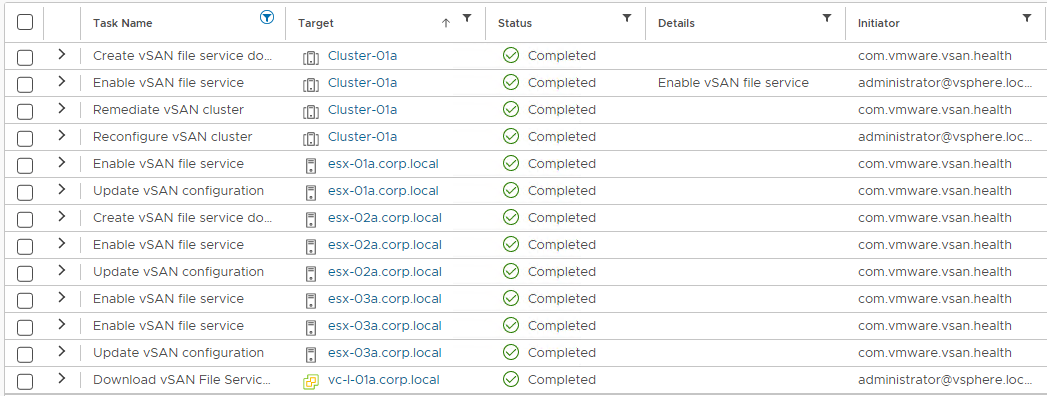 Task Name Target Status Details Initiator
Create vSAN file service do... Cluster-01a Completed com.vmware.vsan.health
Enable vSAN file service Cluster-01a Completed Enable vSAN file service administrator@vsphere.loc...
Remediate vSAN cluster Cluster-01a Completed com.vmware.vsan.health
Reconfigure vSAN cluster Cluster-01a Completed administrator@vsphere.loc...
Enable vSAN file service esx-01a.corp.local Completed com.vmware.vsan.health
Update vSAN configuration esx-01a.corp.local Completed com.vmware.vsan.health
Create vSAN file service do... esx-02a.corp.local Completed com.vmware.vsan.health
Enable vSAN file service esx-02a.corp.local Completed com.vmware.vsan.health
Update vSAN configuration esx-02a.corp.local Completed com.vmware.vsan.health
Enable vSAN file service esx-03a.corp.local Completed com.vmware.vsan.health
Enable vSAN file service esx-03a.corp.local Completed com.vmware.vsan.health
Update vSAN configuration esx-03a.corp.local Completed com.vmware.vsan.health
Download vSAN File Servic... vc-l-01a.corp.local Completed administrator@vsphere.loc...